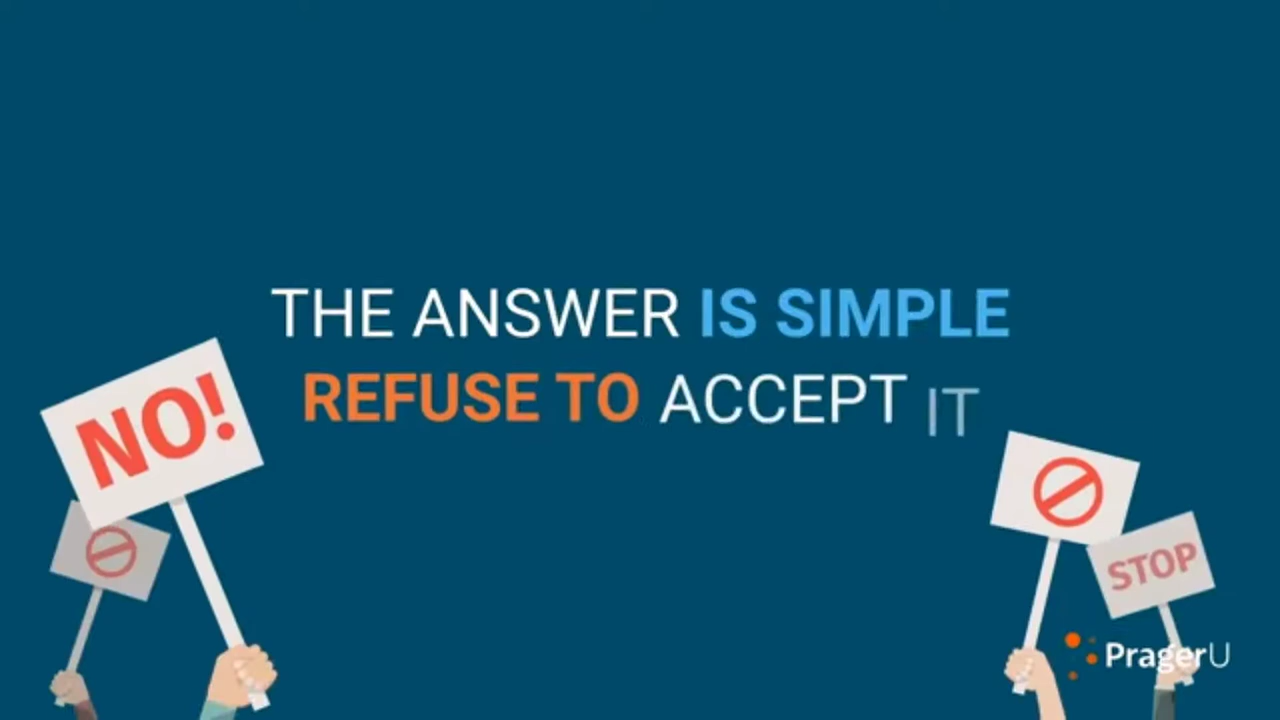 THE ANSWER IS SIMPLE
REFUSE TO ACCEPT IT
NO!
STOP
PragerU